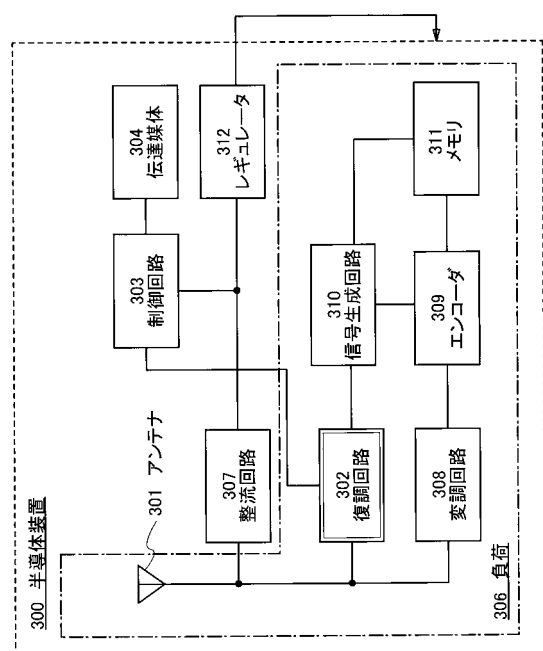 300 半導体装置
301 アンテナ
307
整流回路
303
制御回路
304
伝達媒体
312
レギュレータ
302
復調回路
310
信号生成回路
308
変調回路
309
エンコーダ
311
メモリ
306 負荷